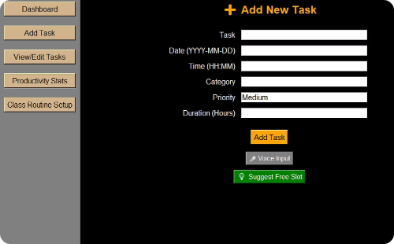 Dashboard
Add Task
View/Edit Tasks
Productivity Stats
Class Routine Setup
Add New Task
Task
Date (YYYY-MM-DD)
Time (HH:MM)
Category
Priority Medium
Duration (Hours)
Add Task
Voice Input
Suggest Free Slot